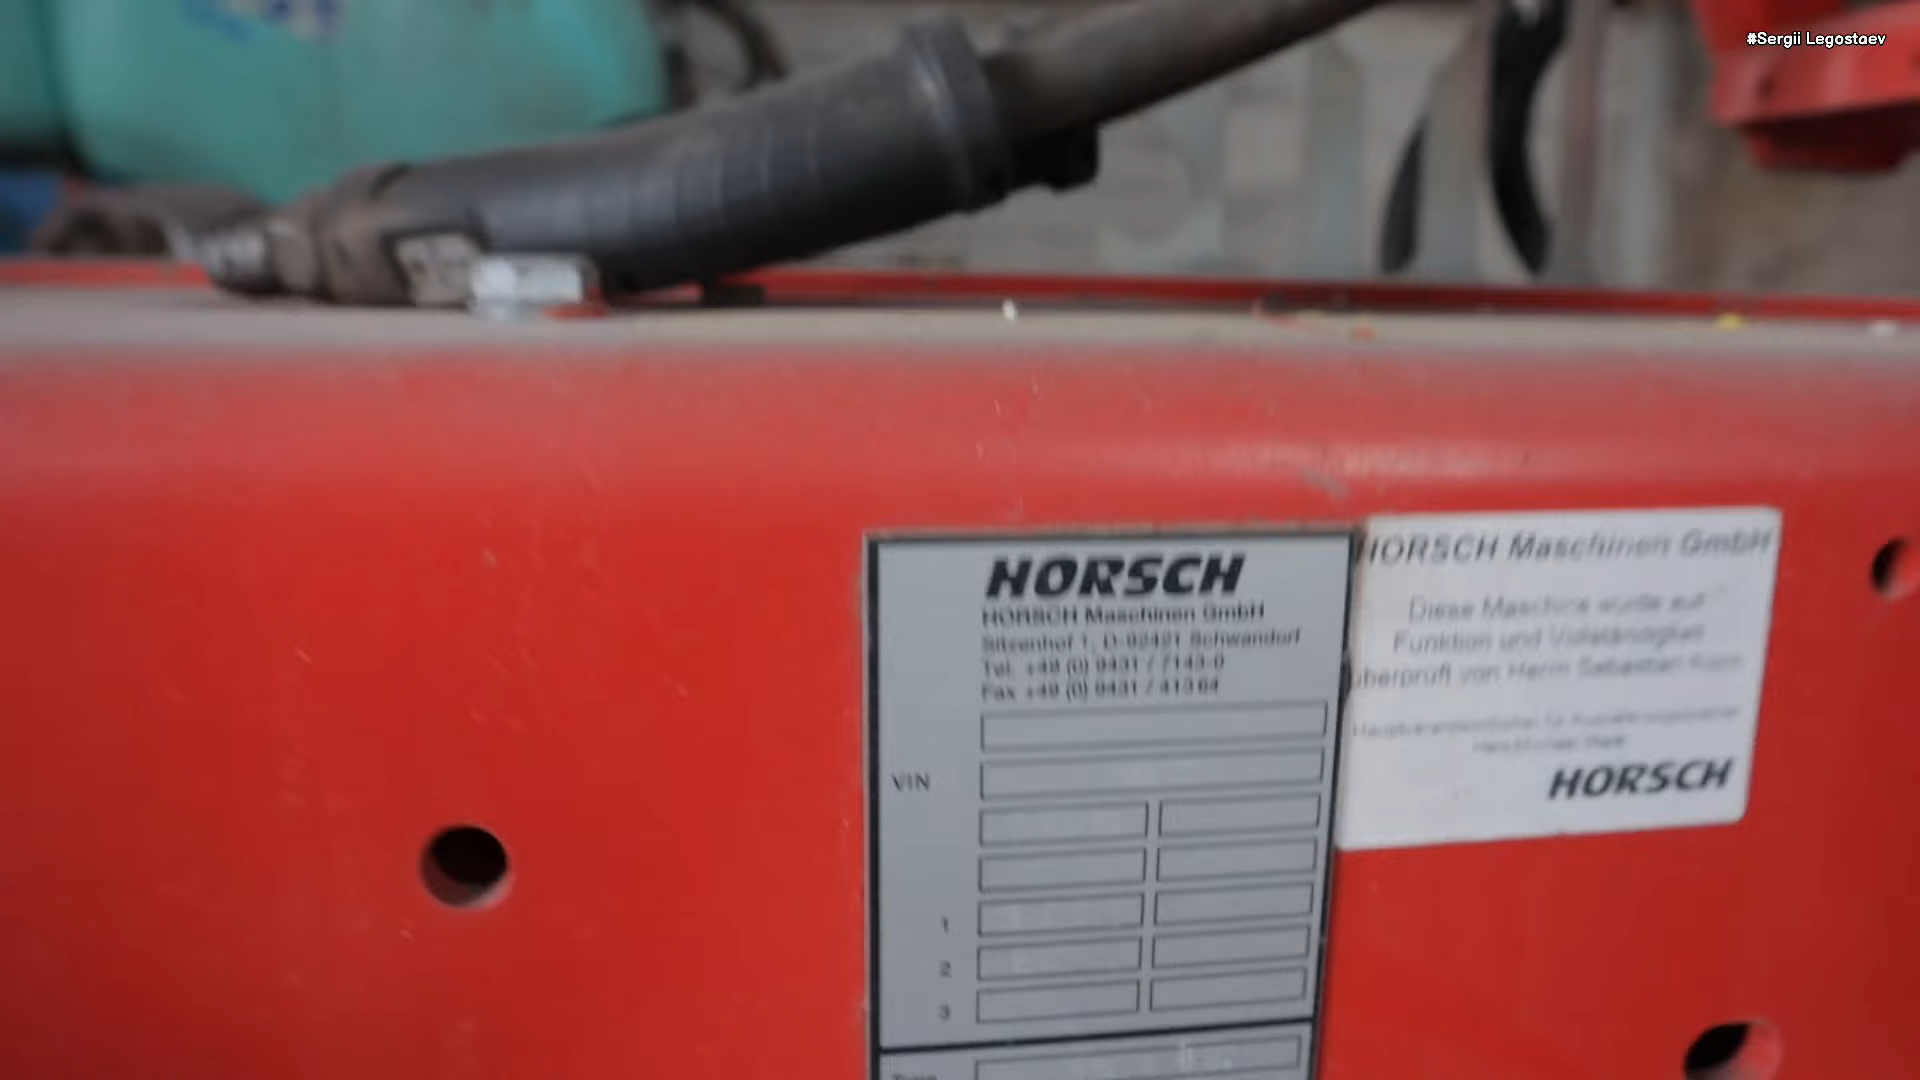 #Sergii Legostaev
HORSCH
HORSCH Maschinen GmbH
Sitzenhof 1, D-92421 Schwandorf
Tel. +49 (0) 9431 / 7143-0
Fax +49 (0) 9431 / 41364
VIN
1
2
3
HORSCH Maschinen GmbH
Diese Maschine wurde auf
Funktion und Vollständigkeit
überprüft von Herrn Sebastian
HORSCH